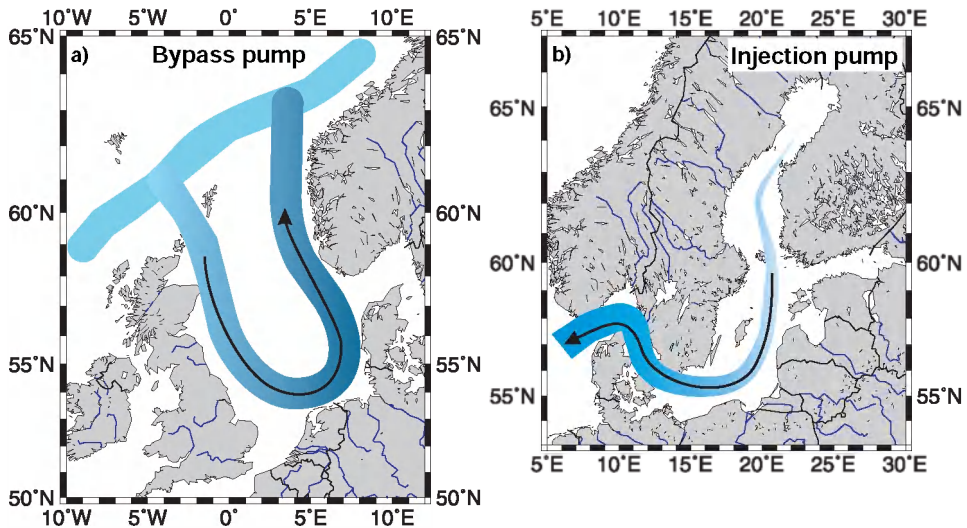 10˚W 5˚W 0˚E 5˚E 10˚E
65˚N 65˚N
a) Bypass pump
60˚N 60˚N
55˚N 55˚N
50˚N 50˚N
10˚W 5˚W 0˚E 5˚E 10˚E
5˚E 10˚E 15˚E 20˚E 25˚E 30˚E
b) Injection pump
65˚N 65˚N
60˚N 60˚N
55˚N 55˚N
5˚E 10˚E 15˚E 20˚E 25˚E 30˚E